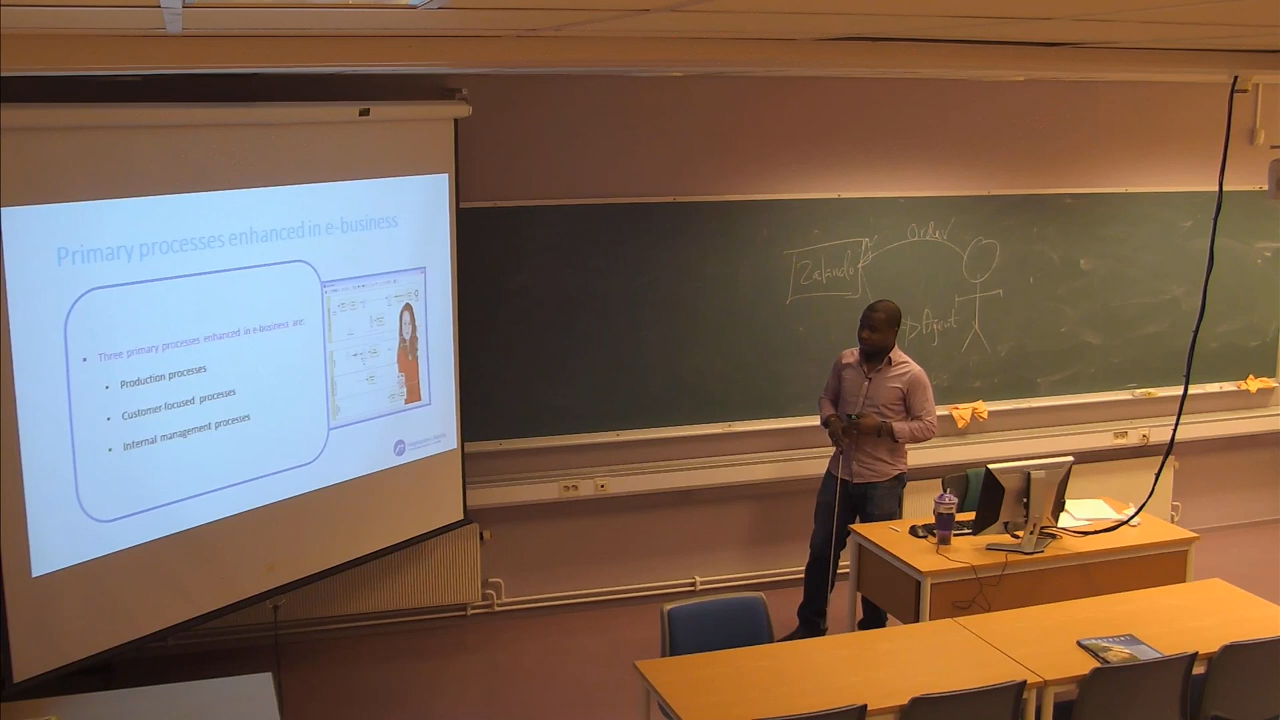 Primary processes enhanced in e-business
▪ Three primary processes enhanced in e-business are:
• Production processes
• Customer-focused processes
• Internal management processes
Order
Zalando
Agent